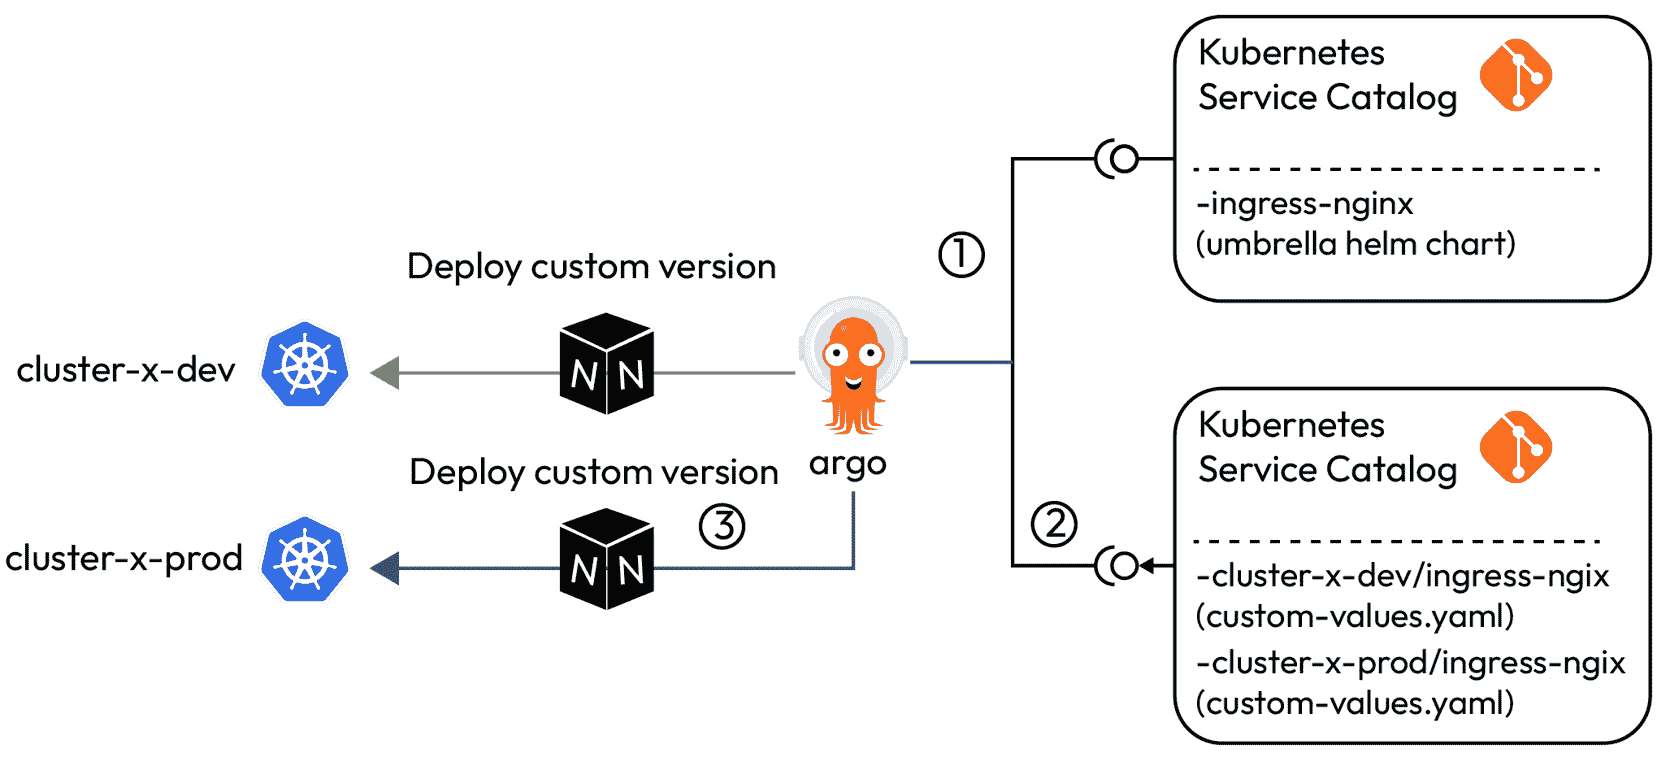 Kubernetes
Service Catalog
-ingress-nginx
(umbrella helm chart)
①
Deploy custom version
N N
cluster-x-dev
argo
Deploy custom version
③
N N
cluster-x-prod
②
Kubernetes
Service Catalog
-cluster-x-dev/ingress-ngix
(custom-values.yaml)
-cluster-x-prod/ingress-ngix
(custom-values.yaml)